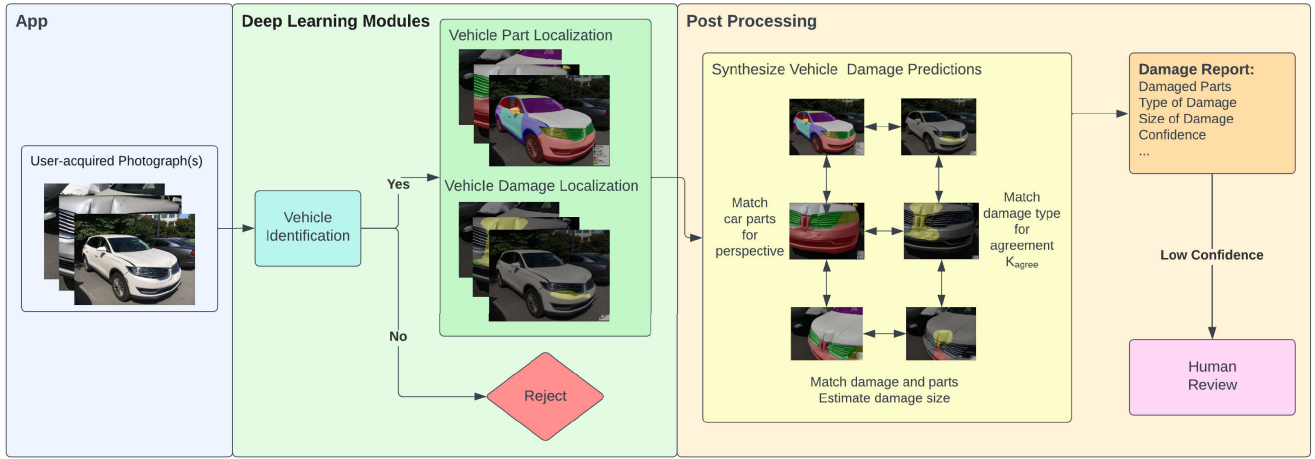 App
User-acquired Photograph(s)
Deep Learning Modules
Vehicle
Identification
Yes
No
Vehicle Part Localization
Vehicle Damage Localization
Reject
Post Processing
Synthesize Vehicle Damage Predictions
Match
car parts
for
perspective
Match
damage type
for
agreement
Kagree
Match damage and parts
Estimate damage size
Damage Report:
Damaged Parts
Type of Damage
Size of Damage
Confidence
...
Low Confidence
Human
Review